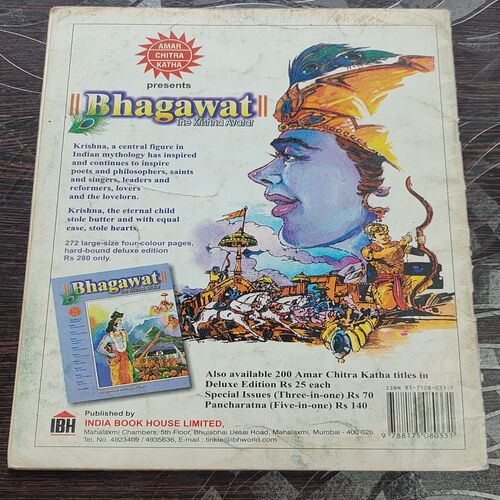 AMAR
CHITRA
KATHA
presents
Bhagawat
The Krishna Avatar
Krishna, a central figure in
Indian mythology has inspired
and continues to inspire
poets and philosophers, saints
and singers, leaders and
reformers, lovers
and the lovelorn.
Krishna, the eternal child
stole butter and with equal
ease, stole hearts.
272 large-size four-colour pages,
hard-bound deluxe edition
Rs 280 only.
Bhagawat
Also available 200 Amar Chitra Katha titles in
Deluxe Edition Rs 25 each
Special Issues (Three-in-one) Rs 70
Pancharatna (Five-in-one) Rs 140
ISBN 81-7508-033-7
9 788175 080331
IBH
Published by
INDIA BOOK HOUSE LIMITED,
Mahalaxmi Chambers, 5th Floor, Bhulabhai Desai Road, Mahalaxmi, Mumbai - 400 026.
Tel. No. 4923409 / 4935636, E-mail : tinkle@ibhworld.com